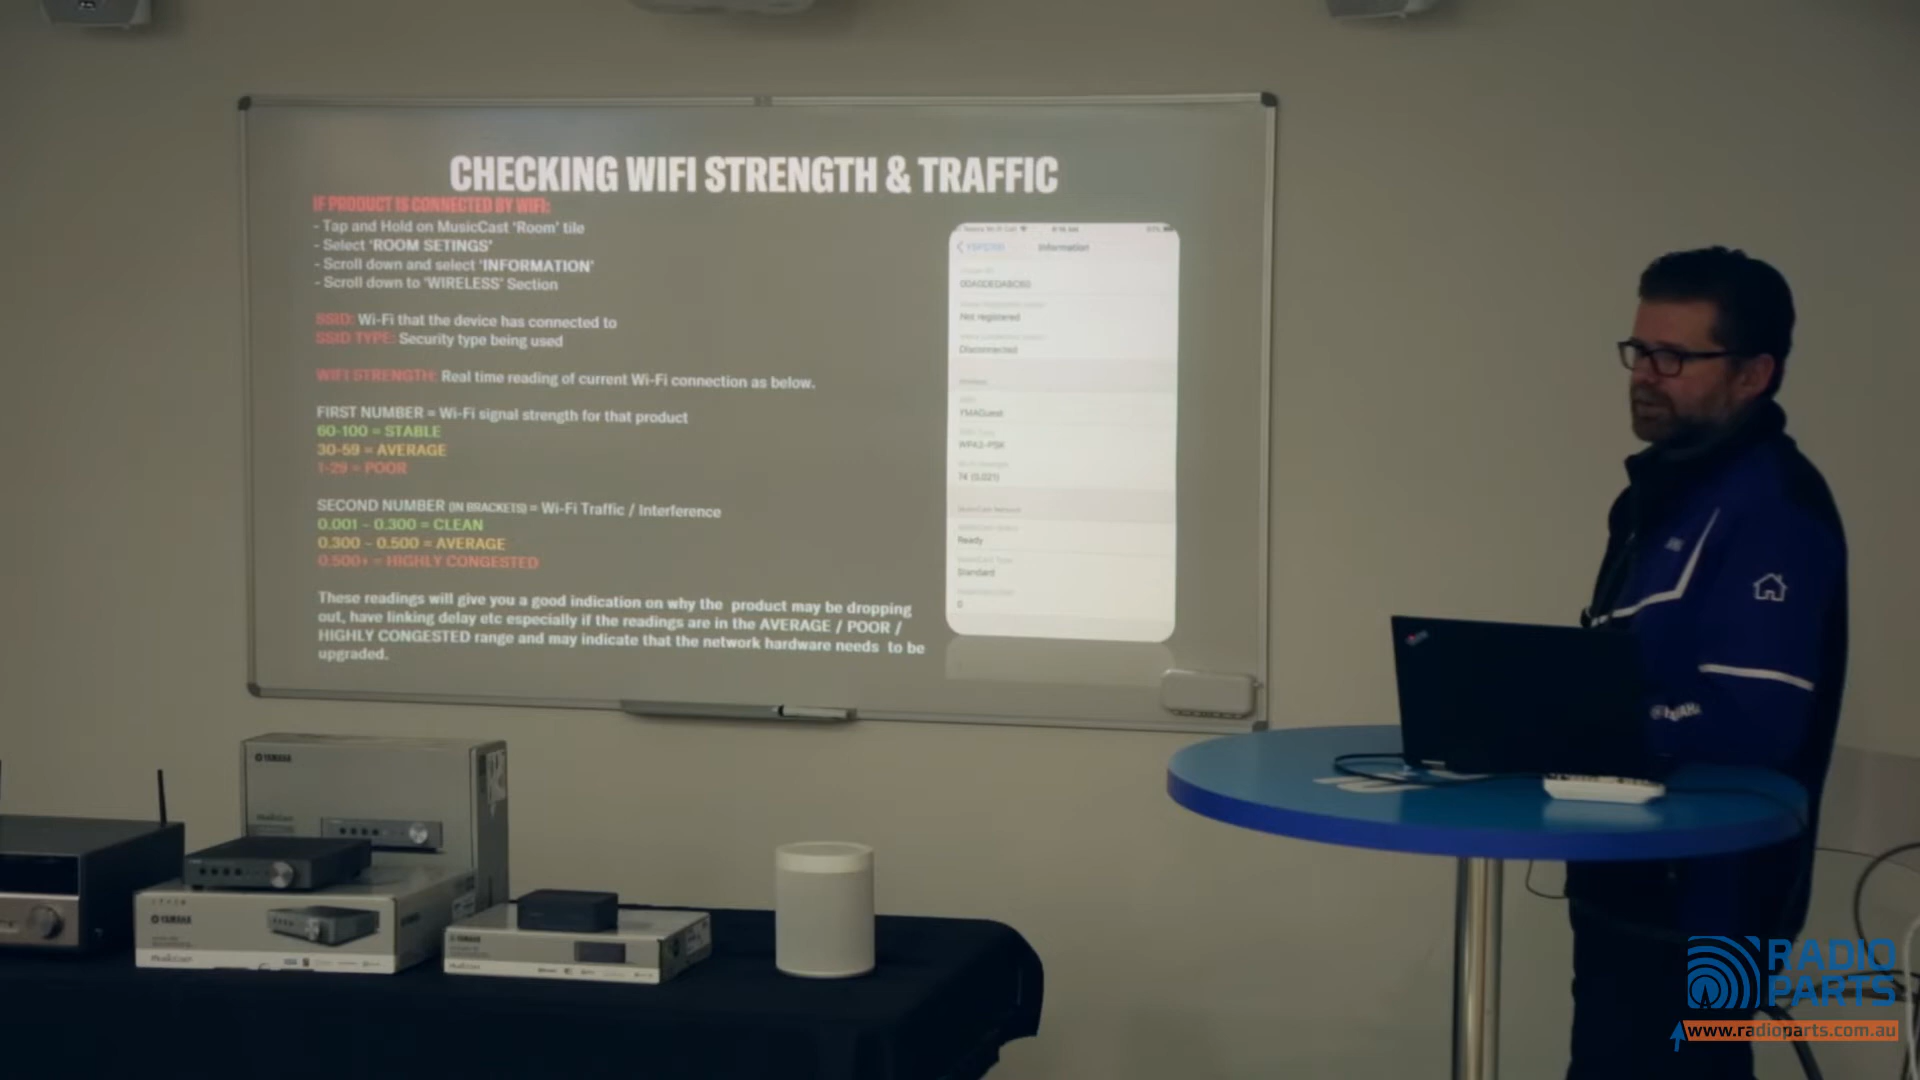 CHECKING WIFI STRENGTH & TRAFFIC
IF PRODUCT IS CONNECTED BY WIFI:
- Tap and Hold on MusicCast 'Room' tile
- Select 'ROOM SETINGS'
- Scroll down and select 'INFORMATION'
- Scroll down to 'WIRELESS' Section
SSID: Wi-Fi that the device has connected to
SSID TYPE: Security type being used
WIFI STRENGTH: Real time reading of current Wi-Fi connection as below.
FIRST NUMBER = Wi-Fi signal strength for that product
60-100 = STABLE
30-59 = AVERAGE
1-29 = POOR
SECOND NUMBER (IN BRACKETS) = Wi-Fi Traffic / Interference
0.001 – 0.300 = CLEAN
0.300 – 0.500 = AVERAGE
0.500+ = HIGHLY CONGESTED
These readings will give you a good indication on why the product may be dropping
out, have linking delay etc especially if the readings are in the AVERAGE / POOR /
HIGHLY CONGESTED range and may indicate that the network hardware needs to be
upgraded.
Information
Not registered
Disconnected
YMAGuest
WPA2-PSK
74 (0.021)
Ready
Standard
0
YAMAHA
YAMAHA
MusicCast
YAMAHA
YAMAHA
RADIO
PARTS
www.radioparts.com.au